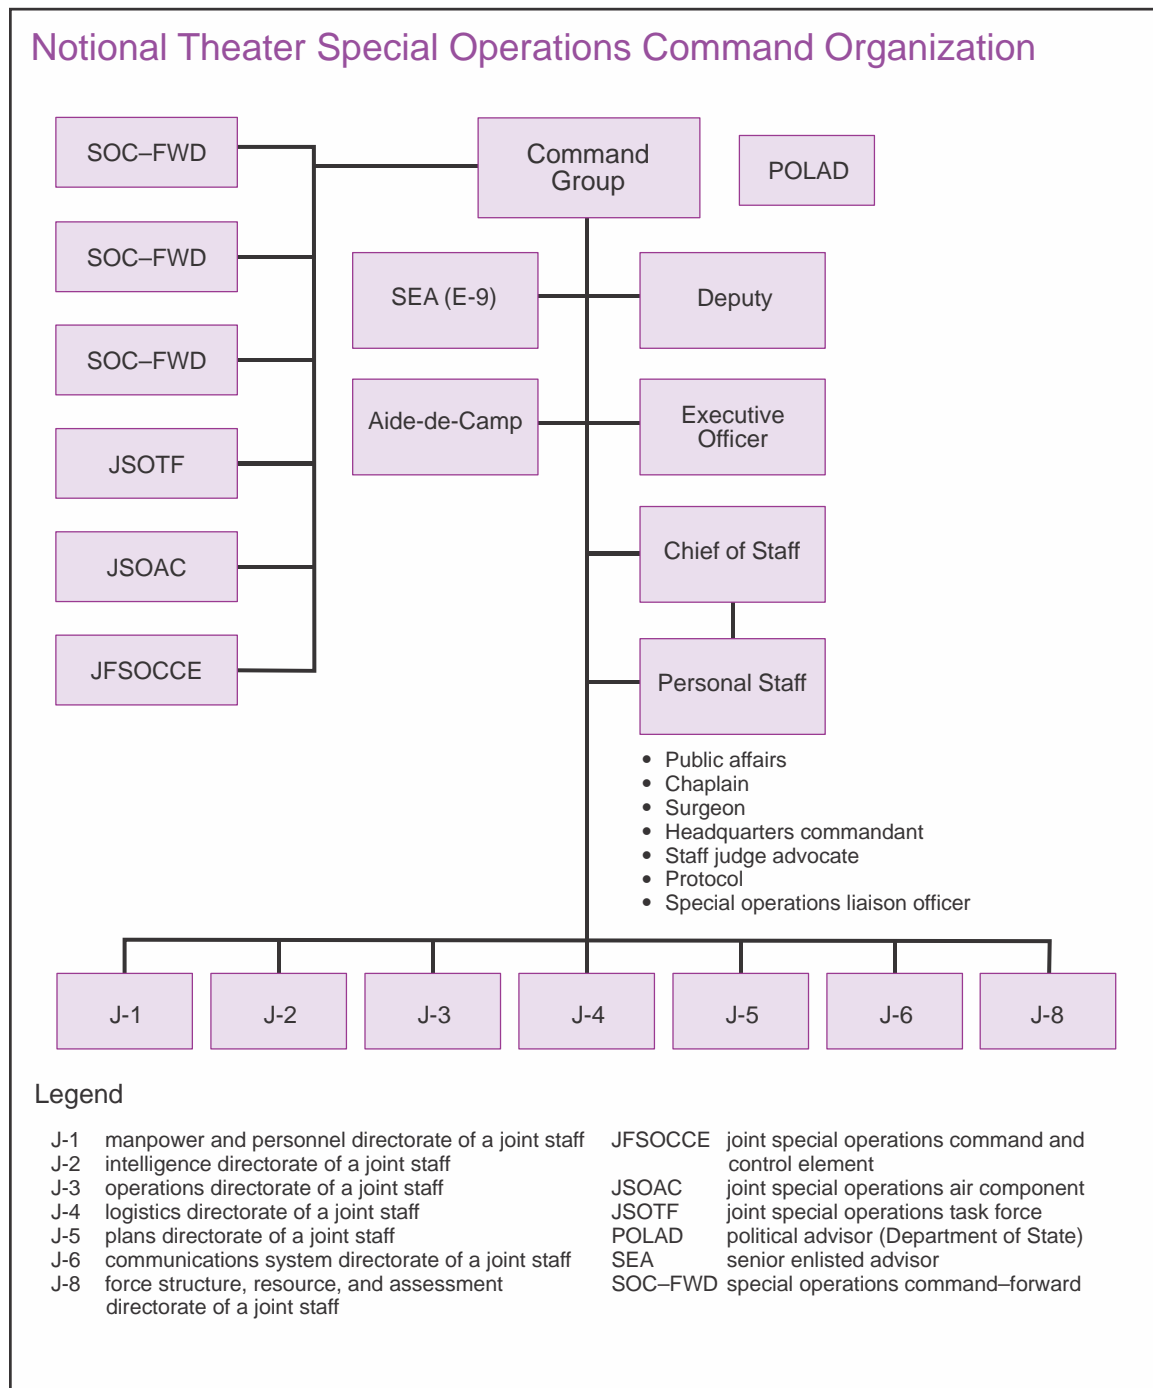 Notional Theater Special Operations Command Organization
SOC–FWD
Command
Group
POLAD
SOC–FWD
SEA (E-9)
Deputy
SOC–FWD
Aide-de-Camp
Executive
Officer
JSOTF
Chief of Staff
JSOAC
JFSOCCE
Personal Staff
• Public affairs
• Chaplain
• Surgeon
• Headquarters commandant
• Staff judge advocate
• Protocol
• Special operations liaison officer
J-1
J-2
J-3
J-4
J-5
J-6
J-8
Legend
J-1 manpower and personnel directorate of a joint staff
J-2 intelligence directorate of a joint staff
J-3 operations directorate of a joint staff
J-4 logistics directorate of a joint staff
J-5 plans directorate of a joint staff
J-6 communications system directorate of a joint staff
J-8 force structure, resource, and assessment
directorate of a joint staff
JFSOCCE joint special operations command and
control element
JSOAC joint special operations air component
JSOTF joint special operations task force
POLAD political advisor (Department of State)
SEA senior enlisted advisor
SOC–FWD special operations command–forward